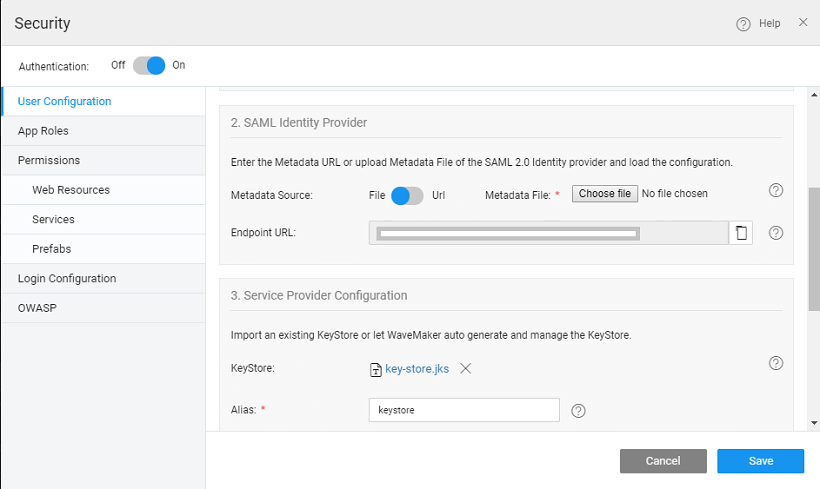 Security
Help
Authentication: Off On
User Configuration
App Roles
Permissions
Web Resources
Services
Prefabs
Login Configuration
OWASP
2. SAML Identity Provider
Enter the Metadata URL or upload Metadata File of the SAML 2.0 Identity provider and load the configuration.
Metadata Source: File Url Metadata File: * Choose file No file chosen
Endpoint URL:
3. Service Provider Configuration
Import an existing KeyStore or let WaveMaker auto generate and manage the KeyStore.
KeyStore: key-store.jks
Alias: * keystore
Cancel Save